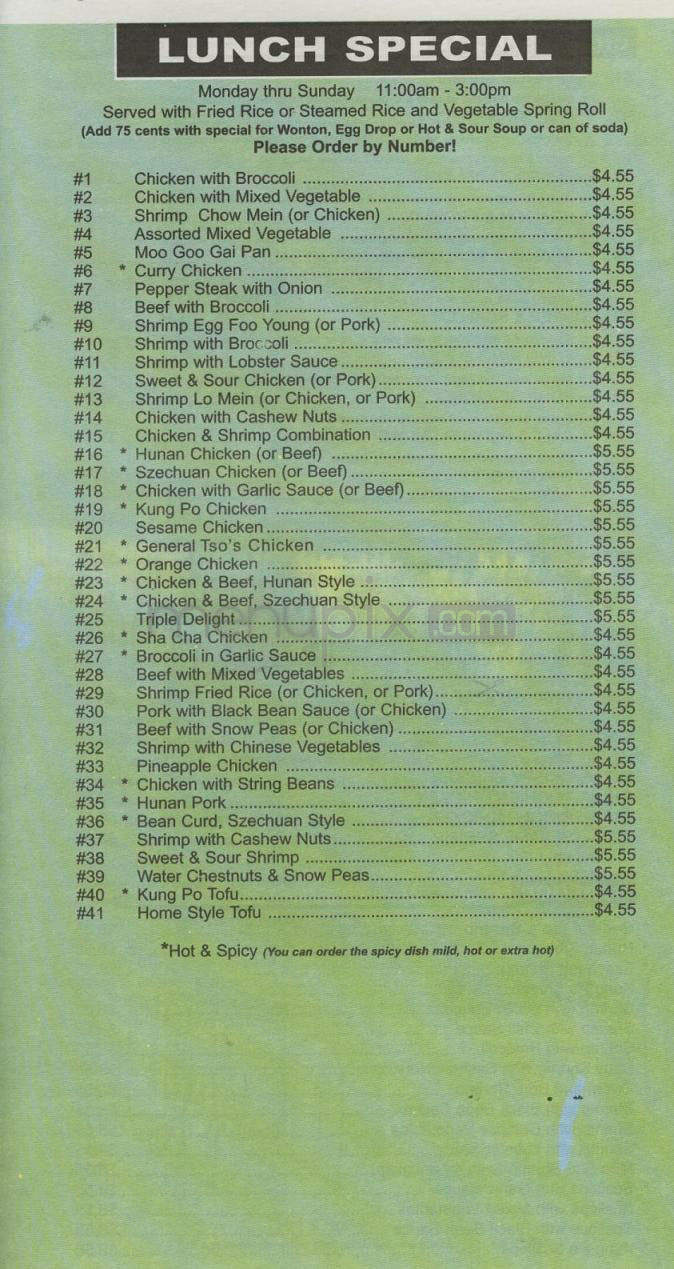 LUNCH SPECIAL
Monday thru Sunday 11:00am - 3:00pm
Served with Fried Rice or Steamed Rice and Vegetable Spring Roll
(Add 75 cents with special for Wonton, Egg Drop or Hot & Sour Soup or can of soda)
Please Order by Number!
#1 Chicken with Broccoli $4.55
#2 Chicken with Mixed Vegetable $4.55
#3 Shrimp Chow Mein (or Chicken) $4.55
#4 Assorted Mixed Vegetable $4.55
#5 Moo Goo Gai Pan $4.55
#6 * Curry Chicken $4.55
#7 Pepper Steak with Onion $4.55
#8 Beef with Broccoli $4.55
#9 Shrimp Egg Foo Young (or Pork) $4.55
#10 Shrimp with Broccoli $4.55
#11 Shrimp with Lobster Sauce $4.55
#12 Sweet & Sour Chicken (or Pork) $4.55
#13 Shrimp Lo Mein (or Chicken, or Pork) $4.55
#14 Chicken with Cashew Nuts $4.55
#15 Chicken & Shrimp Combination $4.55
#16 * Hunan Chicken (or Beef) $5.55
#17 * Szechuan Chicken (or Beef) $5.55
#18 * Chicken with Garlic Sauce (or Beef) $5.55
#19 * Kung Po Chicken $5.55
#20 Sesame Chicken $5.55
#21 * General Tso's Chicken $5.55
#22 * Orange Chicken $5.55
#23 * Chicken & Beef, Hunan Style $5.55
#24 * Chicken & Beef, Szechuan Style $5.55
#25 Triple Delight $5.55
#26 * Sha Cha Chicken $4.55
#27 * Broccoli in Garlic Sauce $4.55
#28 Beef with Mixed Vegetables $4.55
#29 Shrimp Fried Rice (or Chicken, or Pork) $4.55
#30 Pork with Black Bean Sauce (or Chicken) $4.55
#31 Beef with Snow Peas (or Chicken) $4.55
#32 Shrimp with Chinese Vegetables $4.55
#33 Pineapple Chicken $4.55
#34 * Chicken with String Beans $4.55
#35 * Hunan Pork $4.55
#36 * Bean Curd, Szechuan Style $4.55
#37 Shrimp with Cashew Nuts $5.55
#38 Sweet & Sour Shrimp $5.55
#39 Water Chestnuts & Snow Peas $5.55
#40 * Kung Po Tofu $4.55
#41 Home Style Tofu $4.55
*Hot & Spicy (You can order the spicy dish mild, hot or extra hot)